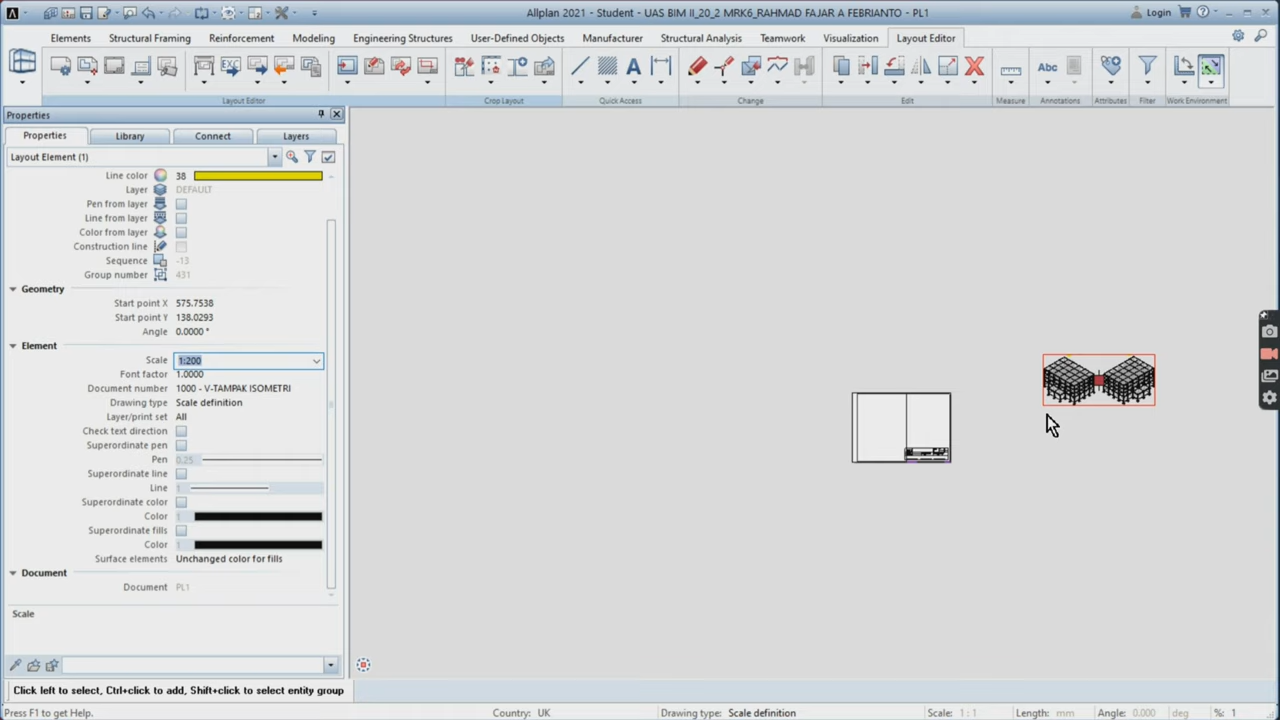 Allplan 2021 - Student - UAS BIM II_20_2 MRK6_RAHMAD FAJAR A FEBRIANTO - PL1
Login
Elements
Structural Framing
Reinforcement
Modeling
Engineering Structures
User-Defined Objects
Manufacturer
Structural Analysis
Teamwork
Visualization
Layout Editor
EXC
A
Abc
Layout Editor
Crop Layout
Quick Access
Change
Edit
Measure
Annotations
Attributes
Filter
Work Environment
Properties
Properties
Library
Connect
Layers
Layout Element (1)
Line color 38
Layer DEFAULT
Pen from layer
Line from layer
Color from layer
Construction line
Sequence -13
Group number 431
Geometry
Start point X 575.7538
Start point Y 138.0293
Angle 0.0000 °
Element
Scale 1:200
Font factor 1.0000
Document number 1000 - V-TAMPAK ISOMETRI
Drawing type Scale definition
Layer/print set All
Check text direction
Superordinate pen
Pen 0.25
Superordinate line
Line 1
Superordinate color
Color 1
Superordinate fills
Color 1
Surface elements Unchanged color for fills
Document
Document PL1
Scale
Click left to select, Ctrl+click to add, Shift+click to select entity group
Press F1 to get Help.
Country: UK
Drawing type: Scale definition
Scale: 1 : 1
Length: mm
Angle: 0.000 deg
%: 1